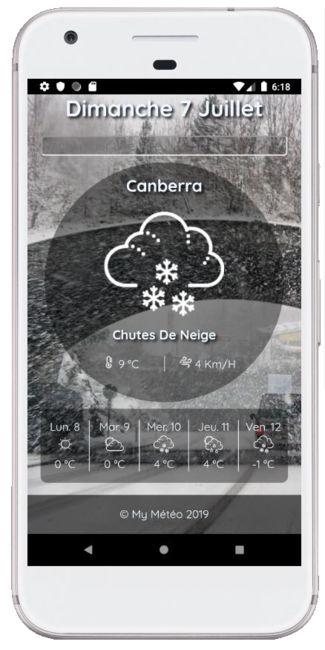 6:18
Dimanche 7 Juillet
Canberra
Chutes De Neige
9 °C 4 Km/H
Lun. 8 Mar. 9 Mer. 10 Jeu. 11 Ven. 12
0 °C 0 °C 4 °C 4 °C -1 °C
© My Météo 2019